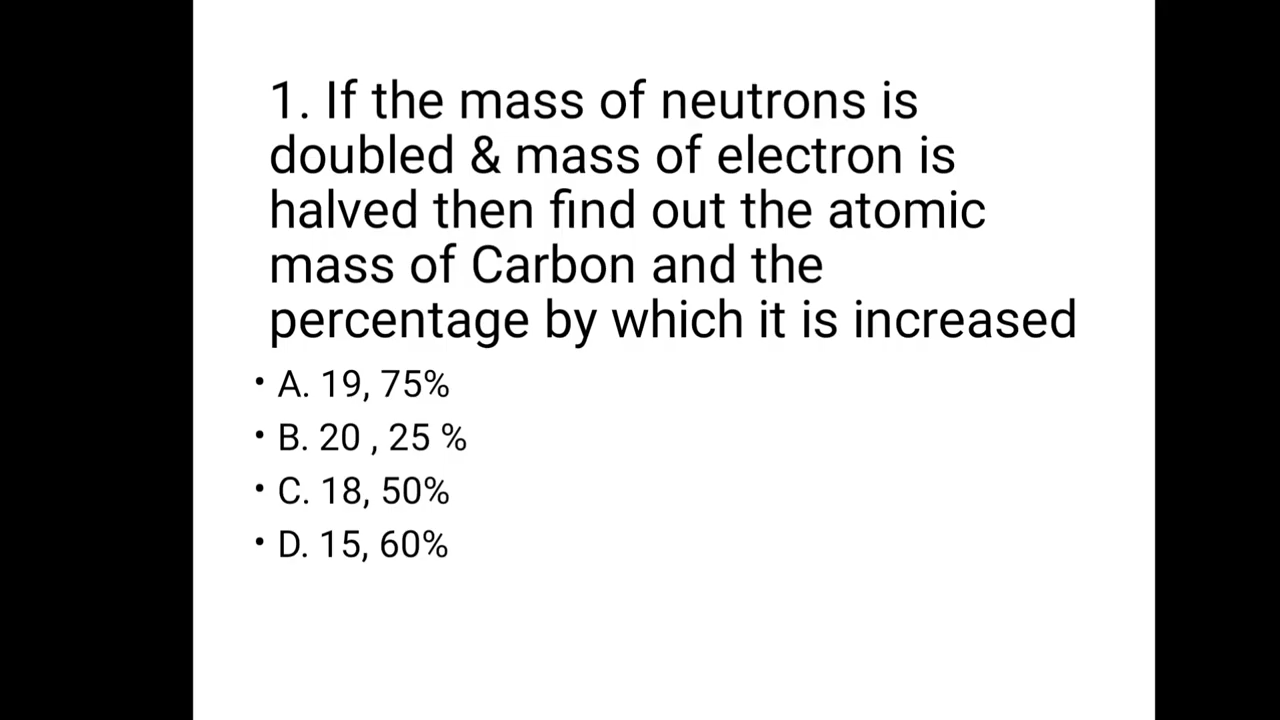 1. If the mass of neutrons is
doubled & mass of electron is
halved then find out the atomic
mass of Carbon and the
percentage by which it is increased
• A. 19, 75%
• B. 20 , 25 %
• C. 18, 50%
• D. 15, 60%